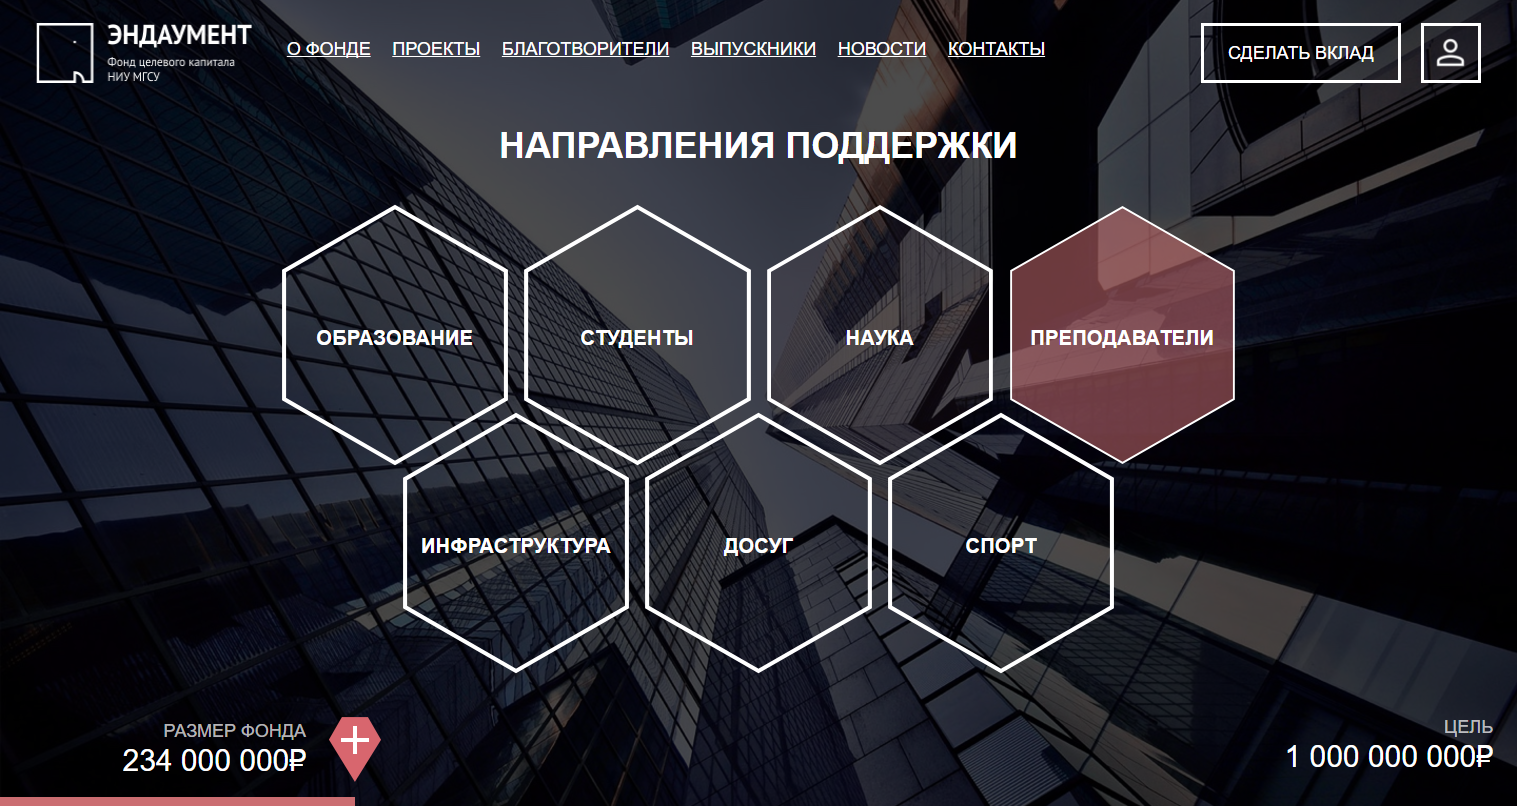 ЭНДАУМЕНТ
Фонд целевого капитала
НИУ МГСУ
О ФОНДЕ ПРОЕКТЫ БЛАГОТВОРИТЕЛИ ВЫПУСКНИКИ НОВОСТИ КОНТАКТЫ
СДЕЛАТЬ ВКЛАД
НАПРАВЛЕНИЯ ПОДДЕРЖКИ
ОБРАЗОВАНИЕ СТУДЕНТЫ НАУКА ПРЕПОДАВАТЕЛИ
ИНФРАСТРУКТУРА ДОСУГ СПОРТ
РАЗМЕР ФОНДА
234 000 000₽
ЦЕЛЬ
1 000 000 000₽